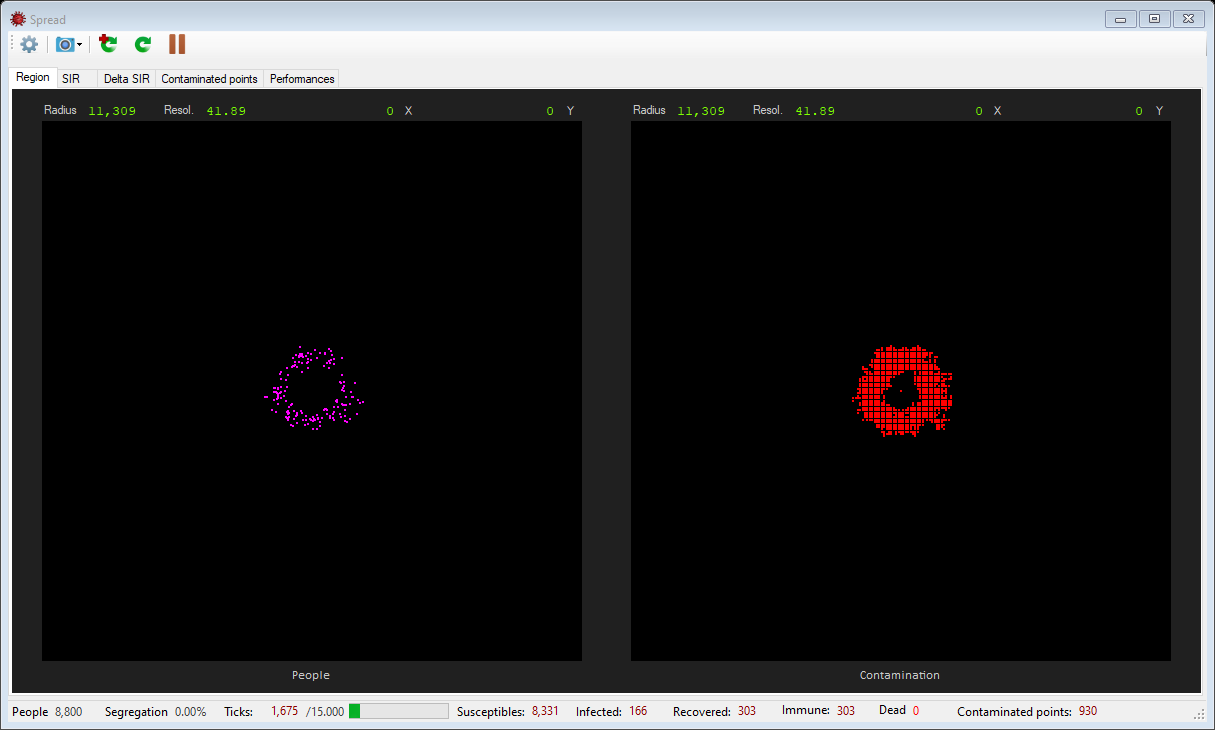 Spread
Region SIR Delta SIR Contaminated points Performances
Radius 11,309 Resol. 41.89 0 X 0 Y Radius 11,309 Resol. 41.89 0 X 0 Y
People Contamination
People 8,800 Segregation 0.00% Ticks: 1,675 /15.000 Susceptibles: 8,331 Infected: 166 Recovered: 303 Immune: 303 Dead 0 Contaminated points: 930